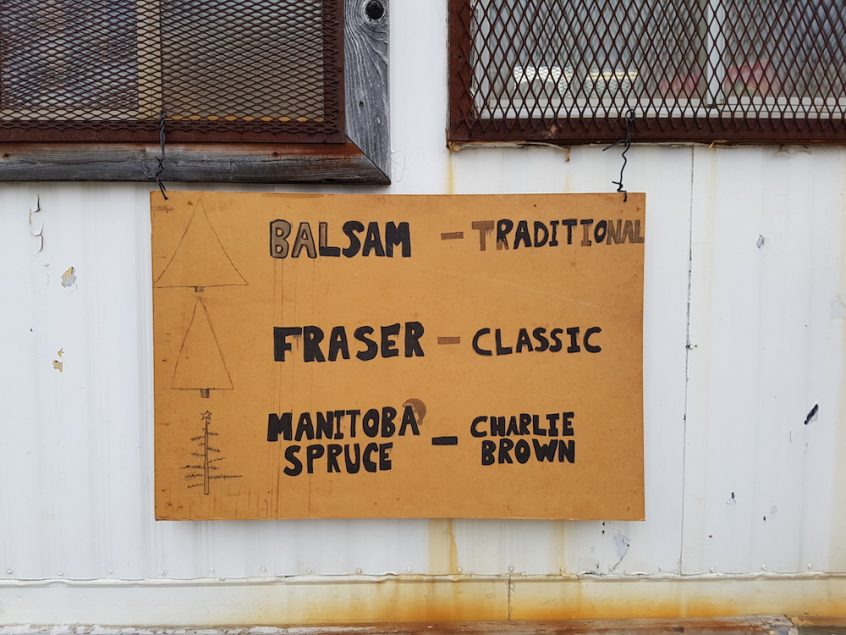 BALSAM - TRADITIONAL
FRASER - CLASSIC
MANITOBA - CHARLIE
SPRUCE BROWN